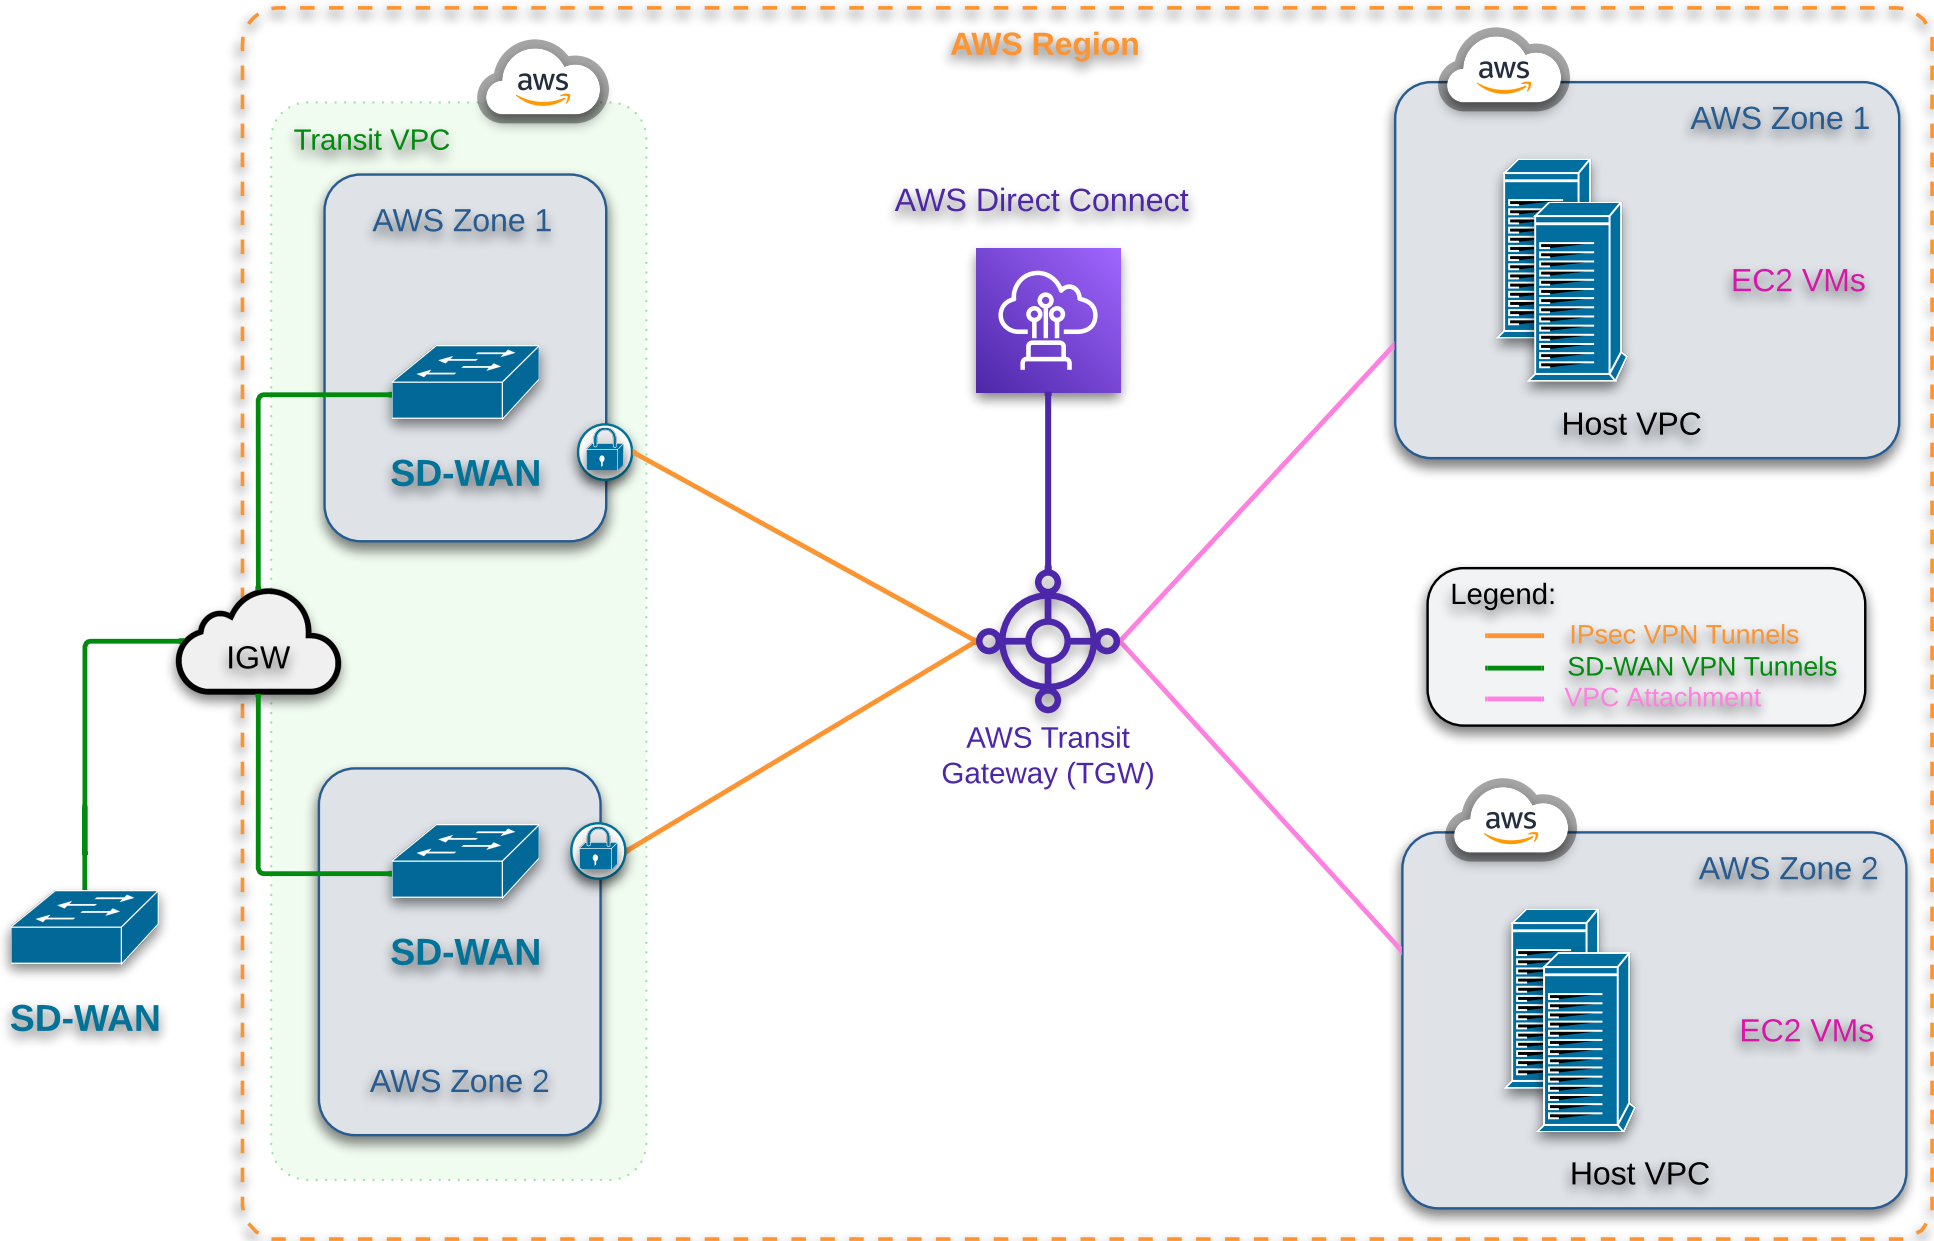 AWS Region
aws
Transit VPC
AWS Zone 1
SD-WAN
IGW
SD-WAN
AWS Zone 2
SD-WAN
AWS Direct Connect
AWS Transit
Gateway (TGW)
aws
AWS Zone 1
EC2 VMs
Host VPC
Legend:
IPsec VPN Tunnels
SD-WAN VPN Tunnels
VPC Attachment
aws
AWS Zone 2
EC2 VMs
Host VPC